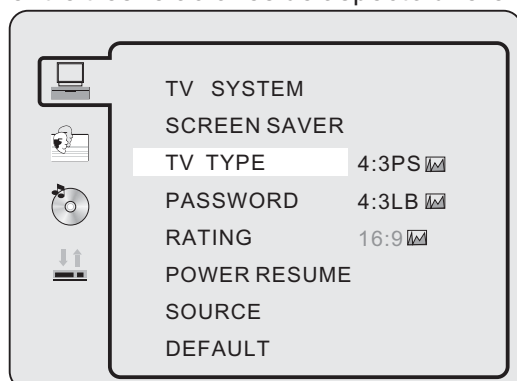 TV SYSTEM
SCREEN SAVER
TV TYPE 4:3PS
PASSWORD 4:3LB
RATING 16:9
POWER RESUME
SOURCE
DEFAULT